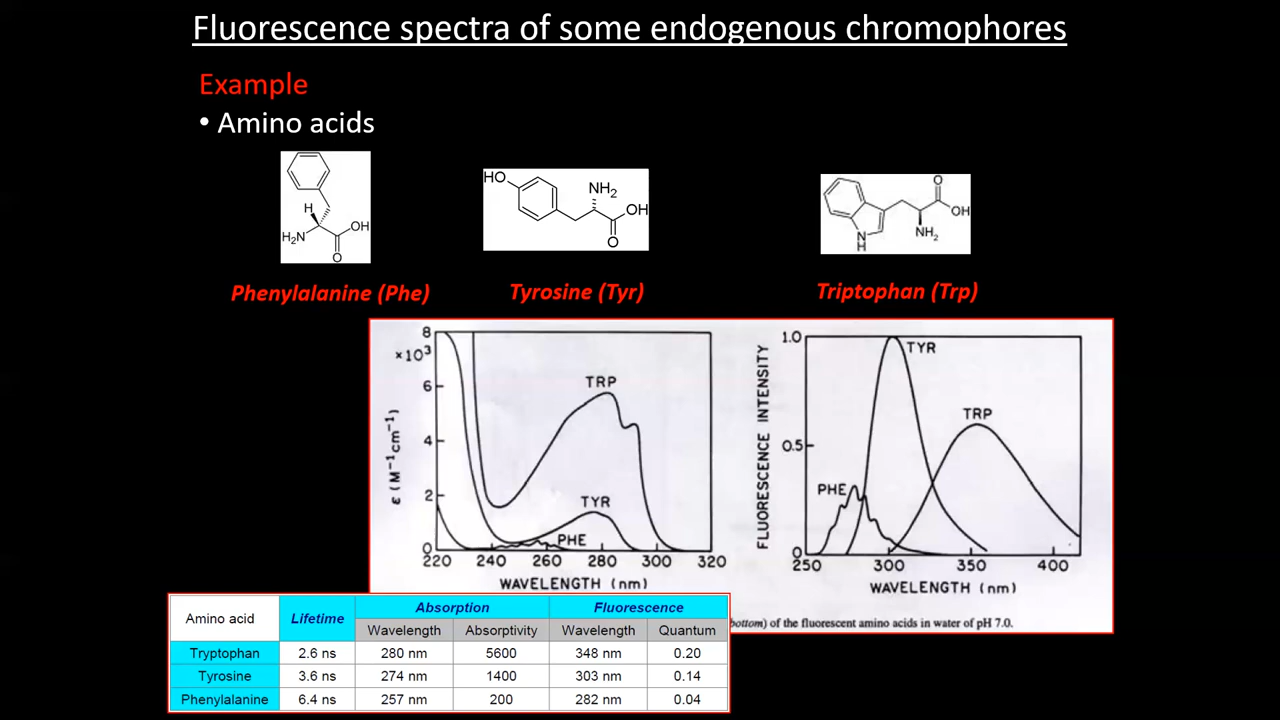 Fluorescence spectra of some endogenous chromophores
Example
• Amino acids
H
H₂N
OH
O
HO
NH₂
OH
O
O
OH
NH₂
N
H
Phenylalanine (Phe)
Tyrosine (Tyr)
Triptophan (Trp)
8
×10³
6
4
2
0
ε (M⁻¹cm⁻¹)
TRP
TYR
PHE
220 240 260 280 300 320
WAVELENGTH (nm)
1.0
0.5
0
FLUORESCENCE INTENSITY
TYR
TRP
PHE
250 300 350 400
WAVELENGTH (nm)
bottom) of the fluorescent amino acids in water of pH 7.0.
Amino acid Lifetime Absorption Fluorescence
Wavelength Absorptivity Wavelength Quantum
Tryptophan 2.6 ns 280 nm 5600 348 nm 0.20
Tyrosine 3.6 ns 274 nm 1400 303 nm 0.14
Phenylalanine 6.4 ns 257 nm 200 282 nm 0.04